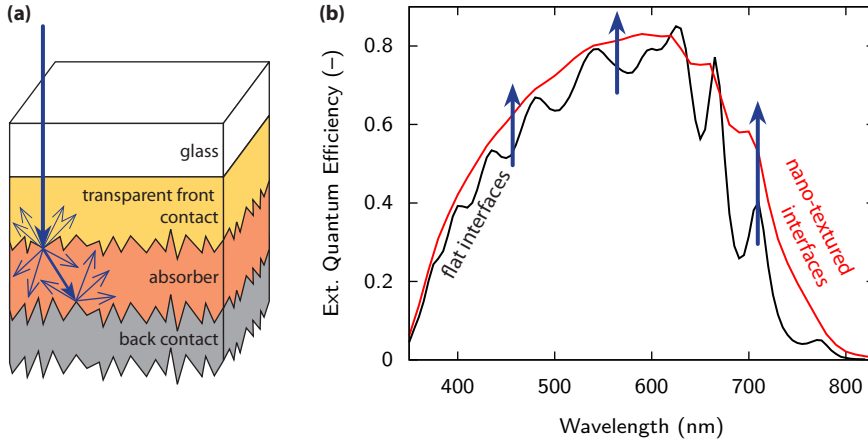 (a)
glass
transparent front
contact
absorber
back contact
(b)
Ext. Quantum Efficiency (−)
0.8
0.6
0.4
0.2
0
400
500
600
700
800
Wavelength (nm)
flat interfaces
nano-textured
interfaces